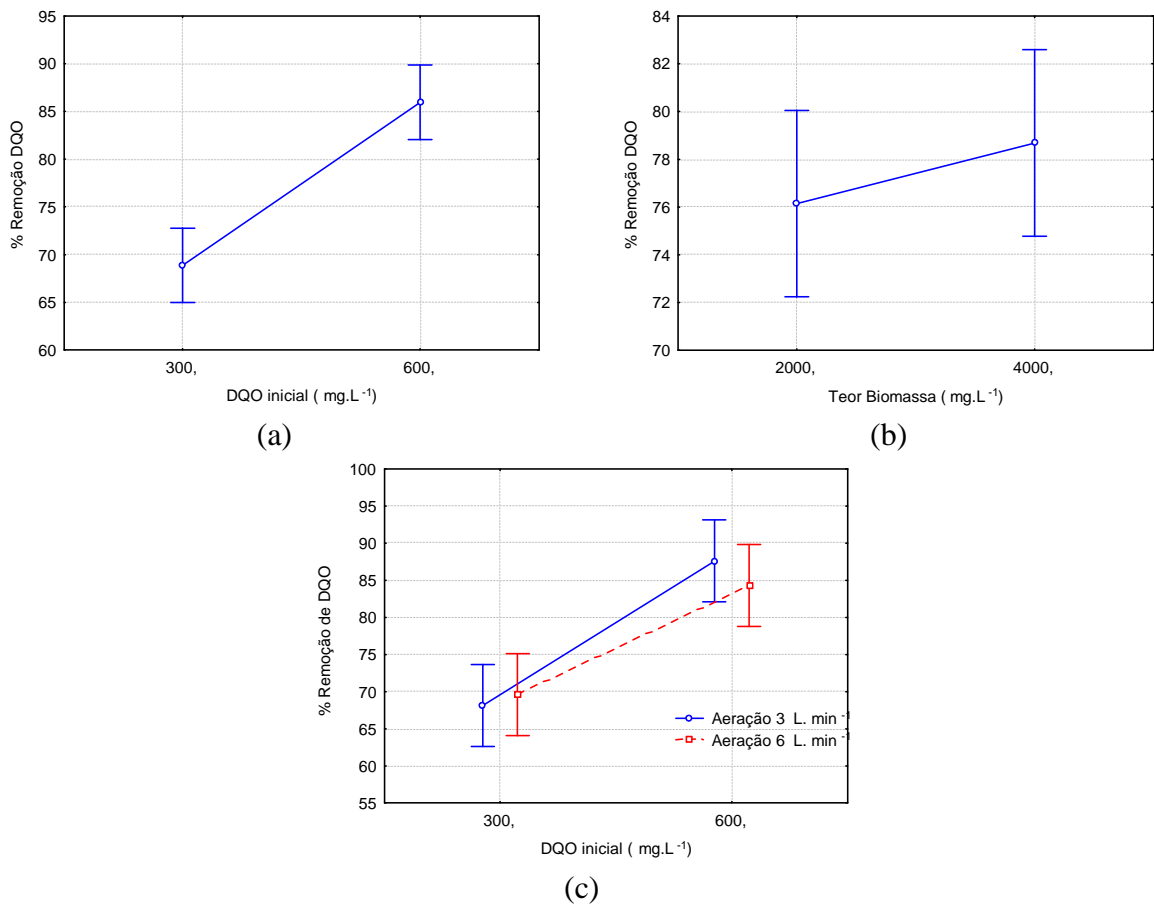 95
90
85
80
75
70
65
60
% Remoção DQO
300,
600,
DQO inicial ( mg.L -1)
(a)
84
82
80
78
76
74
72
70
% Remoção DQO
2000,
4000,
Teor Biomassa ( mg.L -1)
(b)
100
95
90
85
80
75
70
65
60
55
% Remoção de DQO
Aeração 3 L. min -1
Aeração 6 L. min -1
300,
600,
DQO inicial ( mg.L -1)
(c)